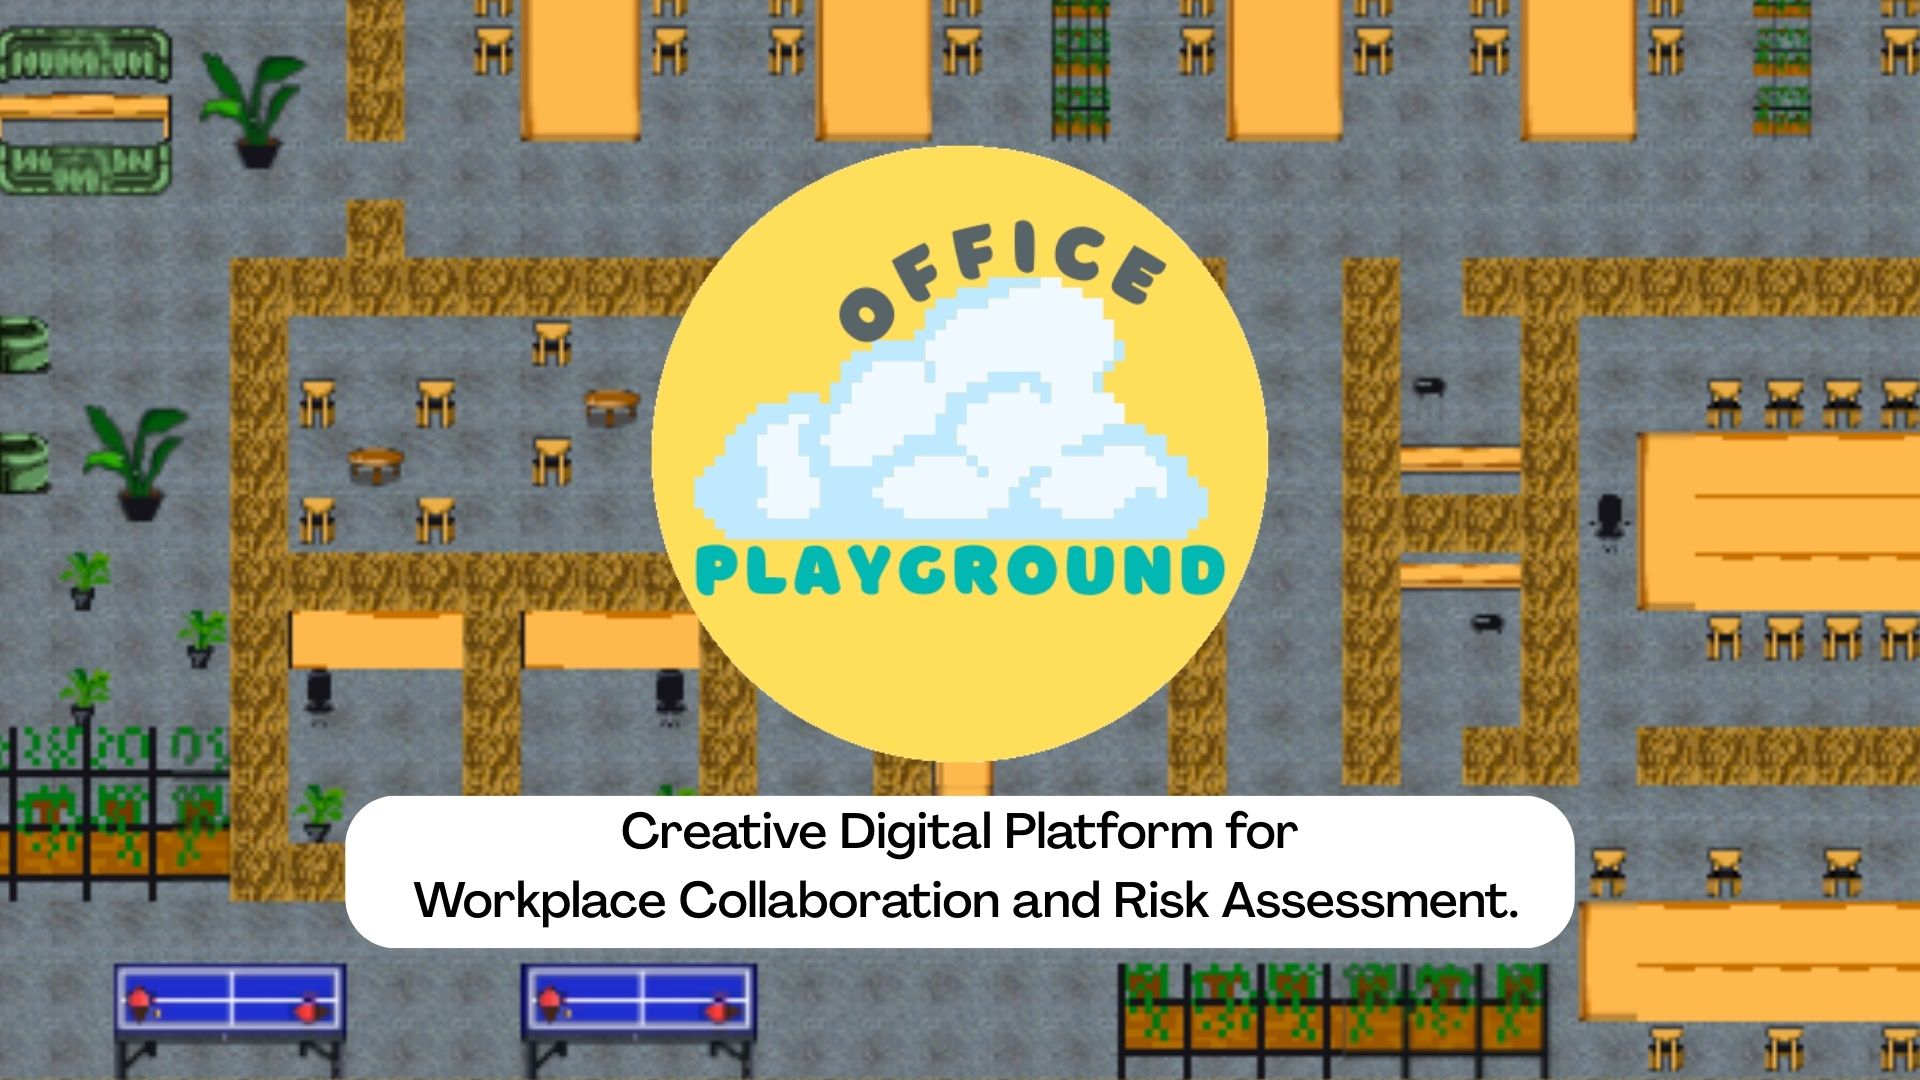 OFFICE
PLAYGROUND
Creative Digital Platform for
Workplace Collaboration and Risk Assessment.